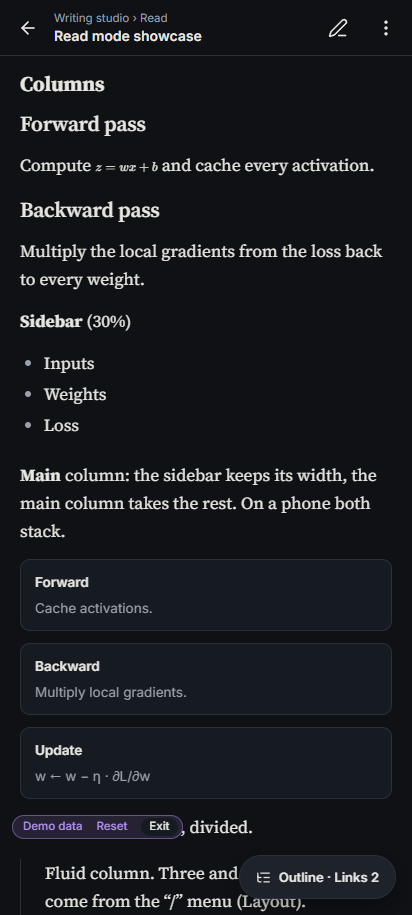 Writing studio › Read
Read mode showcase
Columns
Forward pass
Compute z = wx + b and cache every activation.
Backward pass
Multiply the local gradients from the loss back
to every weight.
Sidebar (30%)
Inputs
Weights
Loss
Main column: the sidebar keeps its width, the
main column takes the rest. On a phone both
stack.
Forward
Cache activations.
Backward
Multiply local gradients.
Update
w ← w − η · ∂L/∂w
Demo data Reset Exit , divided.
Fluid column. Three and
Outline · Links 2
come from the “/” menu (Layout).